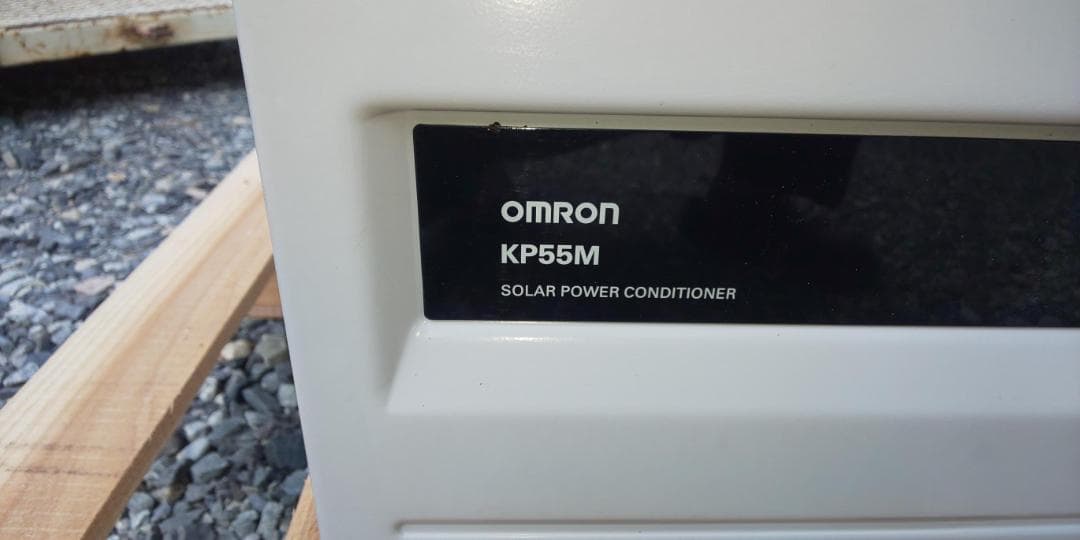 OMRON
KP55M
SOLAR POWER CONDITIONER